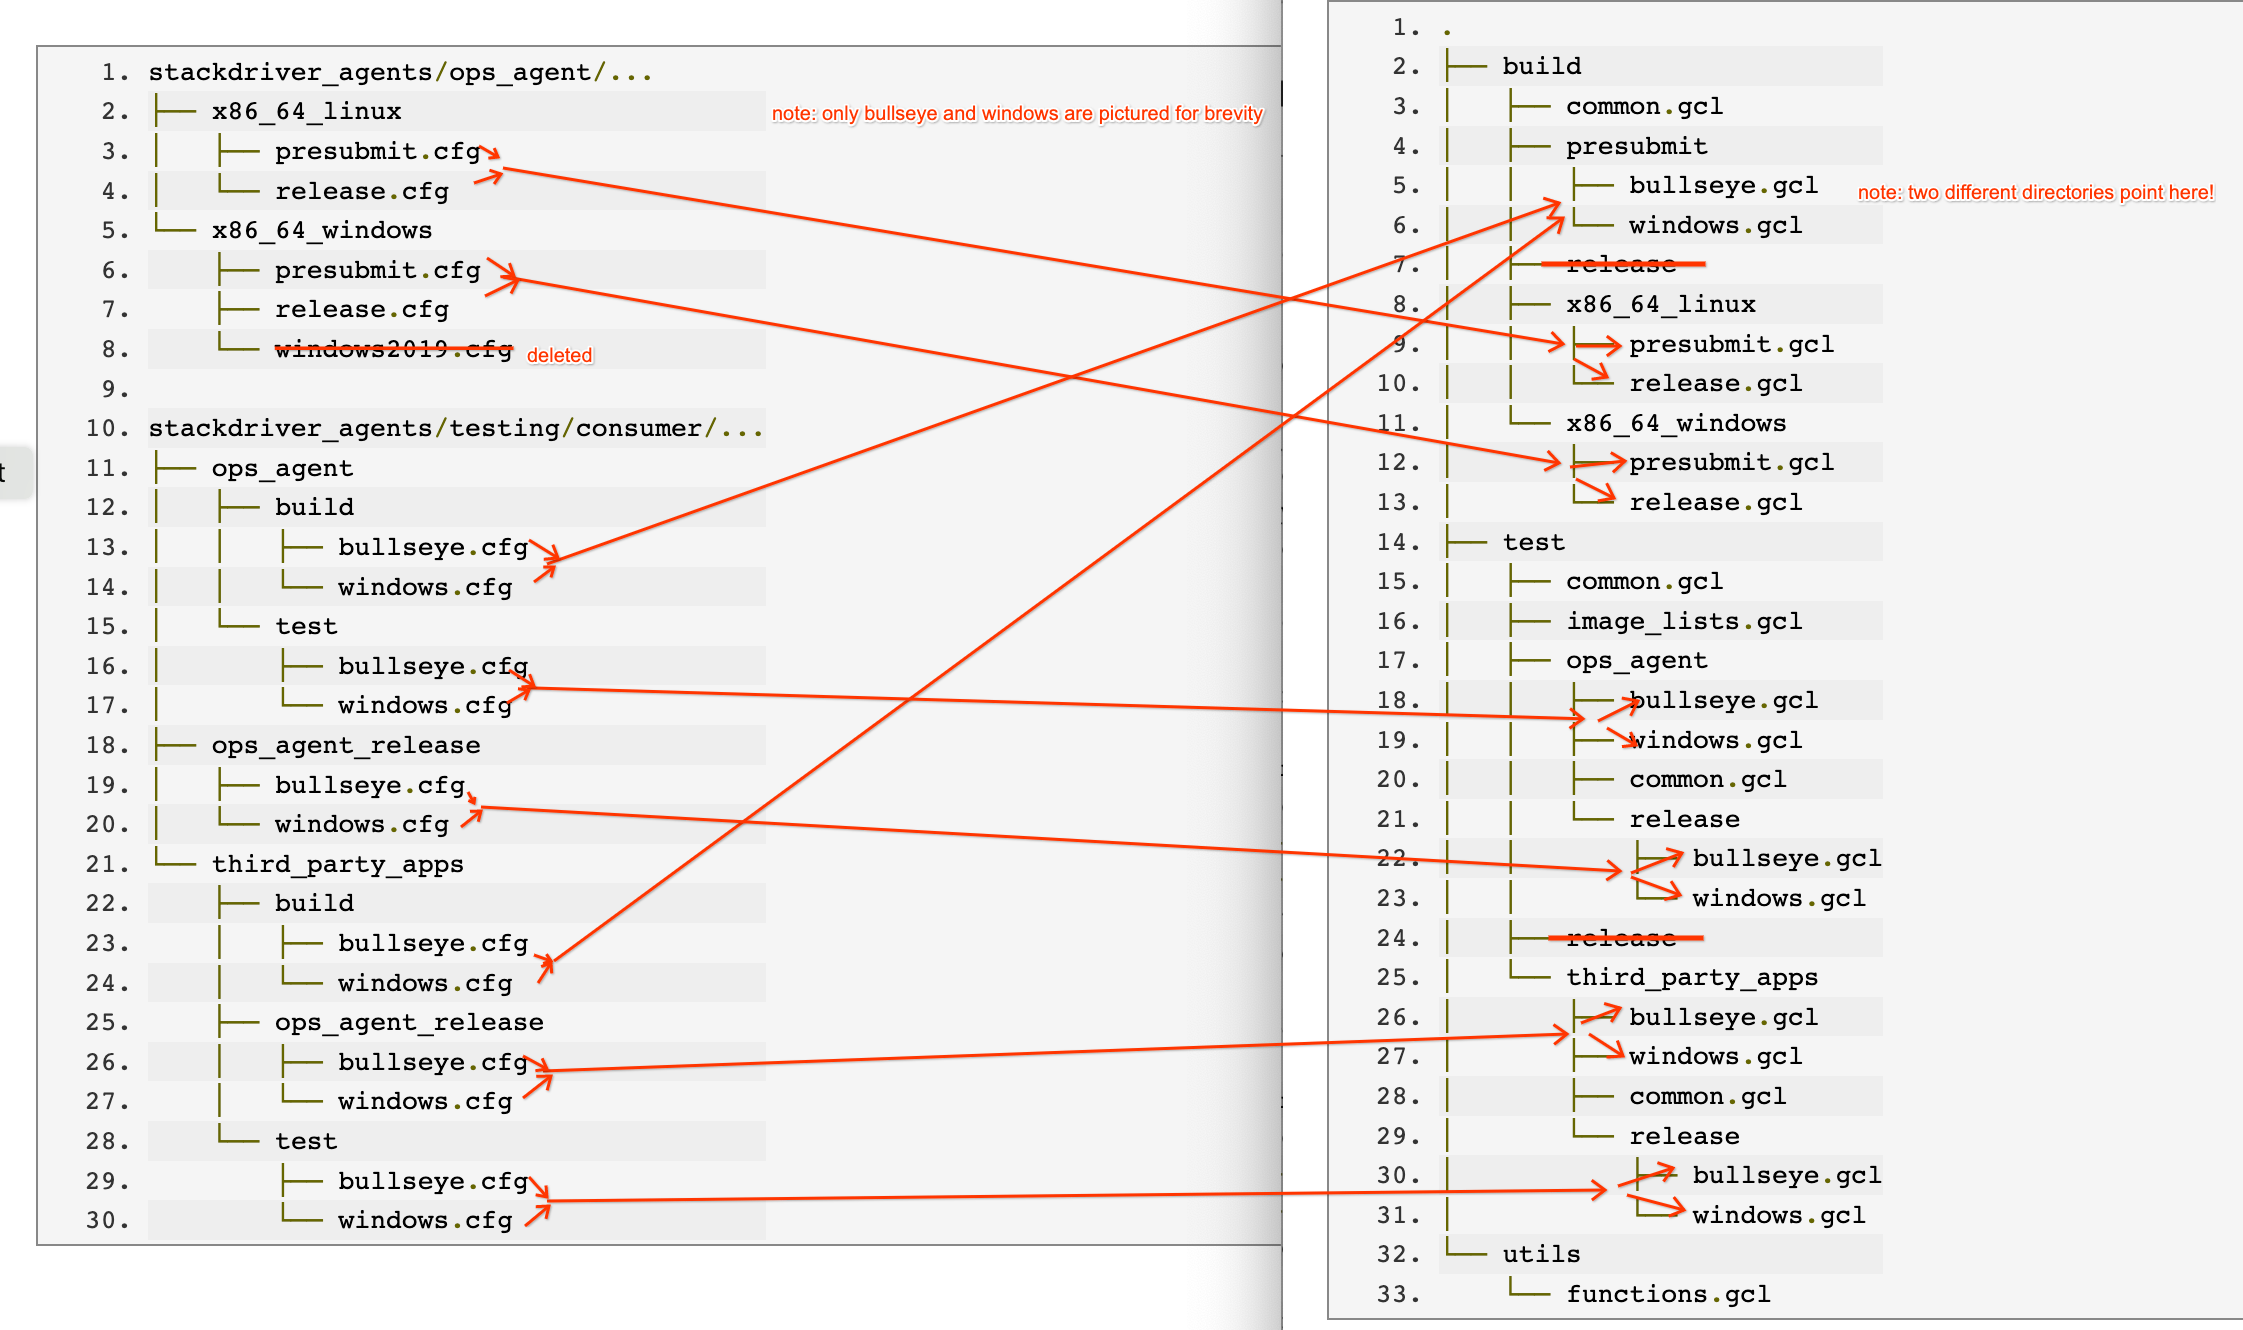 1. stackdriver_agents/ops_agent/...
2. ├── x86_64_linux
note: only bullseye and windows are pictured for brevity
3. │   ├── presubmit.cfg
4. │   └── release.cfg
5. └── x86_64_windows
6.     ├── presubmit.cfg
7.     ├── release.cfg
8.     └── windows2019.cfg deleted
9.
10. stackdriver_agents/testing/consumer/...
11. ├── ops_agent
12. │   ├── build
13. │   │   ├── bullseye.cfg
14. │   │   └── windows.cfg
15. │   └── test
16. │       ├── bullseye.cfg
17. │       └── windows.cfg
18. ├── ops_agent_release
19. │   ├── bullseye.cfg
20. │   └── windows.cfg
21. └── third_party_apps
22.     ├── build
23.     │   ├── bullseye.cfg
24.     │   └── windows.cfg
25.     ├── ops_agent_release
26.     │   ├── bullseye.cfg
27.     │   └── windows.cfg
28.     └── test
29.         ├── bullseye.cfg
30.         └── windows.cfg
t
1. .
2. ├── build
3. │   ├── common.gcl
4. │   ├── presubmit
5. │   │   ├── bullseye.gcl
note: two different directories point here!
6. │   │   └── windows.gcl
7. │   ├── release
8. │   ├── x86_64_linux
9. │   │   ├── presubmit.gcl
10. │   │   └── release.gcl
11. │   └── x86_64_windows
12. │       ├── presubmit.gcl
13. │       └── release.gcl
14. ├── test
15. │   ├── common.gcl
16. │   ├── image_lists.gcl
17. │   ├── ops_agent
18. │   │   ├── bullseye.gcl
19. │   │   ├── windows.gcl
20. │   │   ├── common.gcl
21. │   │   └── release
22. │   │       ├── bullseye.gcl
23. │   │       └── windows.gcl
24. │   ├── release
25. │   └── third_party_apps
26. │       ├── bullseye.gcl
27. │       ├── windows.gcl
28. │       ├── common.gcl
29. │       └── release
30. │           ├── bullseye.gcl
31. │           └── windows.gcl
32. └── utils
33.     └── functions.gcl